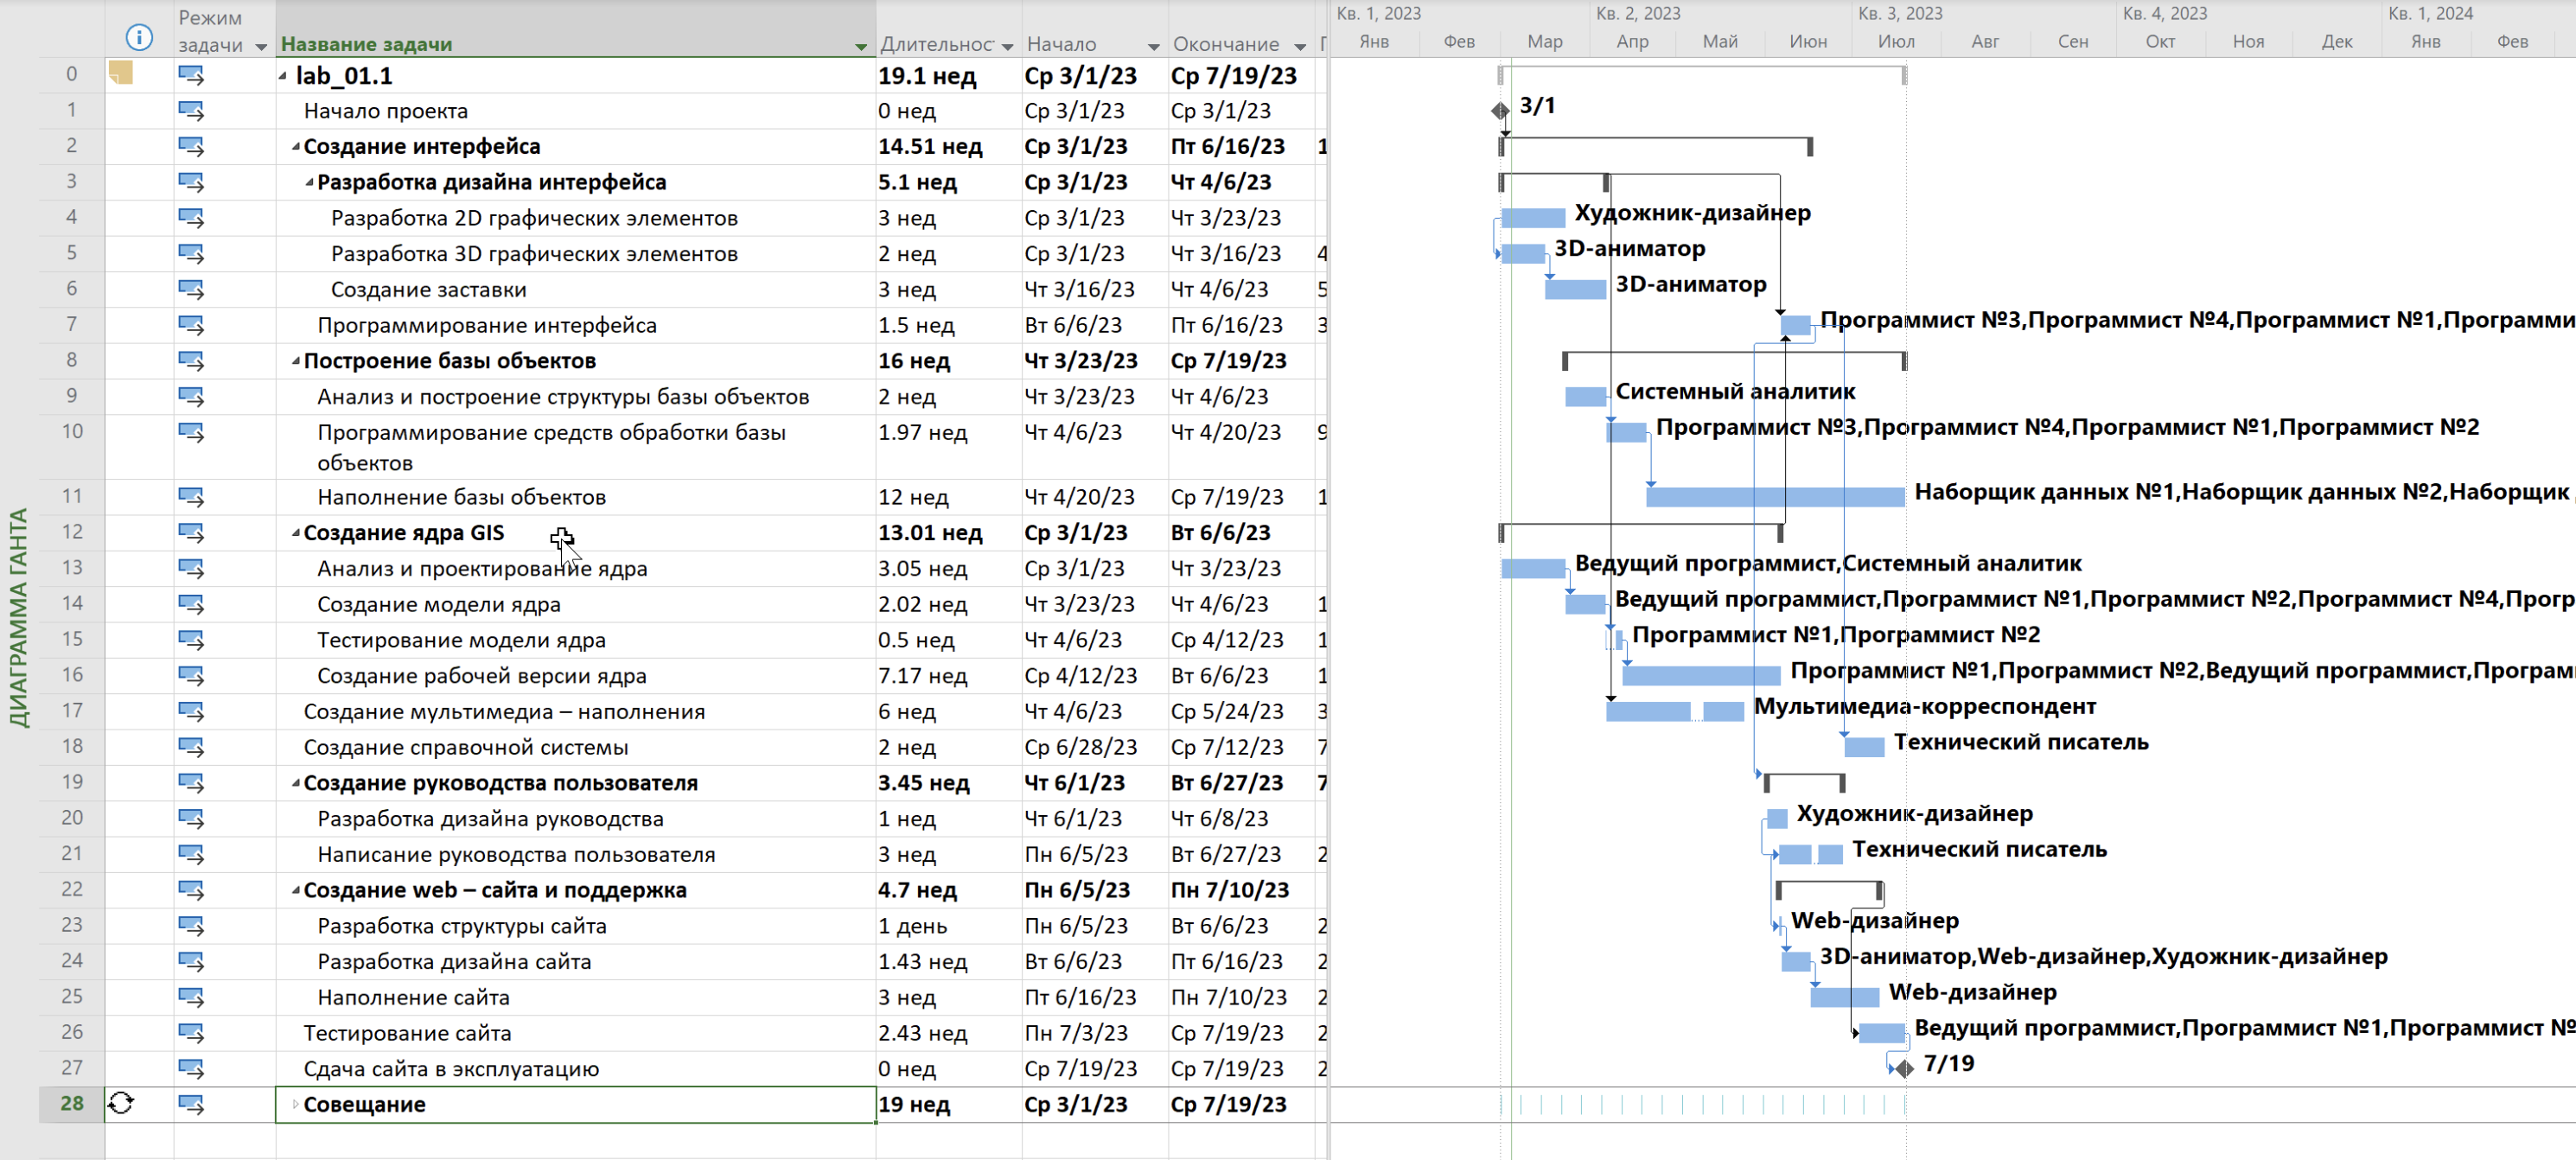 Кв. 1, 2023 Кв. 2, 2023 Кв. 3, 2023 Кв. 4, 2023 Кв. 1, 2024
Режим задачи Название задачи Длительнос Начало Окончание
Янв Фев Мар Апр Май Июн Июл Авг Сен Окт Ноя Дек Янв Фев
0 lab_01.1 19.1 нед Ср 3/1/23 Ср 7/19/23
1 Начало проекта 0 нед Ср 3/1/23 Ср 3/1/23 3/1
2 Создание интерфейса 14.51 нед Ср 3/1/23 Пт 6/16/23 1
3 Разработка дизайна интерфейса 5.1 нед Ср 3/1/23 Чт 4/6/23
4 Разработка 2D графических элементов 3 нед Ср 3/1/23 Чт 3/23/23 Художник-дизайнер
5 Разработка 3D графических элементов 2 нед Ср 3/1/23 Чт 3/16/23 4 3D-аниматор
6 Создание заставки 3 нед Чт 3/16/23 Чт 4/6/23 5 3D-аниматор
7 Программирование интерфейса 1.5 нед Вт 6/6/23 Пт 6/16/23 3 Программист №3,Программист №4,Программист №1,Программи
8 Построение базы объектов 16 нед Чт 3/23/23 Ср 7/19/23
9 Анализ и построение структуры базы объектов 2 нед Чт 3/23/23 Чт 4/6/23 Системный аналитик
10 Программирование средств обработки базы 1.97 нед Чт 4/6/23 Чт 4/20/23 9 Программист №3,Программист №4,Программист №1,Программист №2
объектов
11 Наполнение базы объектов 12 нед Чт 4/20/23 Ср 7/19/23 1 Наборщик данных №1,Наборщик данных №2,Наборщик
12 Создание ядра GIS 13.01 нед Ср 3/1/23 Вт 6/6/23
13 Анализ и проектирование ядра 3.05 нед Ср 3/1/23 Чт 3/23/23 Ведущий программист,Системный аналитик
14 Создание модели ядра 2.02 нед Чт 3/23/23 Чт 4/6/23 1 Ведущий программист,Программист №1,Программист №2,Программист №4,Прогр
15 Тестирование модели ядра 0.5 нед Чт 4/6/23 Ср 4/12/23 1 Программист №1,Программист №2
16 Создание рабочей версии ядра 7.17 нед Ср 4/12/23 Вт 6/6/23 1 Программист №1,Программист №2,Ведущий программист,Програм
17 Создание мультимедиа – наполнения 6 нед Чт 4/6/23 Ср 5/24/23 3 Мультимедиа-корреспондент
18 Создание справочной системы 2 нед Ср 6/28/23 Ср 7/12/23 7 Технический писатель
19 Создание руководства пользователя 3.45 нед Чт 6/1/23 Вт 6/27/23 7
20 Разработка дизайна руководства 1 нед Чт 6/1/23 Чт 6/8/23 Художник-дизайнер
21 Написание руководства пользователя 3 нед Пн 6/5/23 Вт 6/27/23 2 Технический писатель
22 Создание web – сайта и поддержка 4.7 нед Пн 6/5/23 Пн 7/10/23
23 Разработка структуры сайта 1 день Пн 6/5/23 Вт 6/6/23 2 Web-дизайнер
24 Разработка дизайна сайта 1.43 нед Вт 6/6/23 Пт 6/16/23 2 3D-аниматор,Web-дизайнер,Художник-дизайнер
25 Наполнение сайта 3 нед Пт 6/16/23 Пн 7/10/23 2 Web-дизайнер
26 Тестирование сайта 2.43 нед Пн 7/3/23 Ср 7/19/23 2 Ведущий программист,Программист №1,Программист №
27 Сдача сайта в эксплуатацию 0 нед Ср 7/19/23 Ср 7/19/23 2 7/19
28 Совещание 19 нед Ср 3/1/23 Ср 7/19/23
ДИАГРАММА ГАНТА